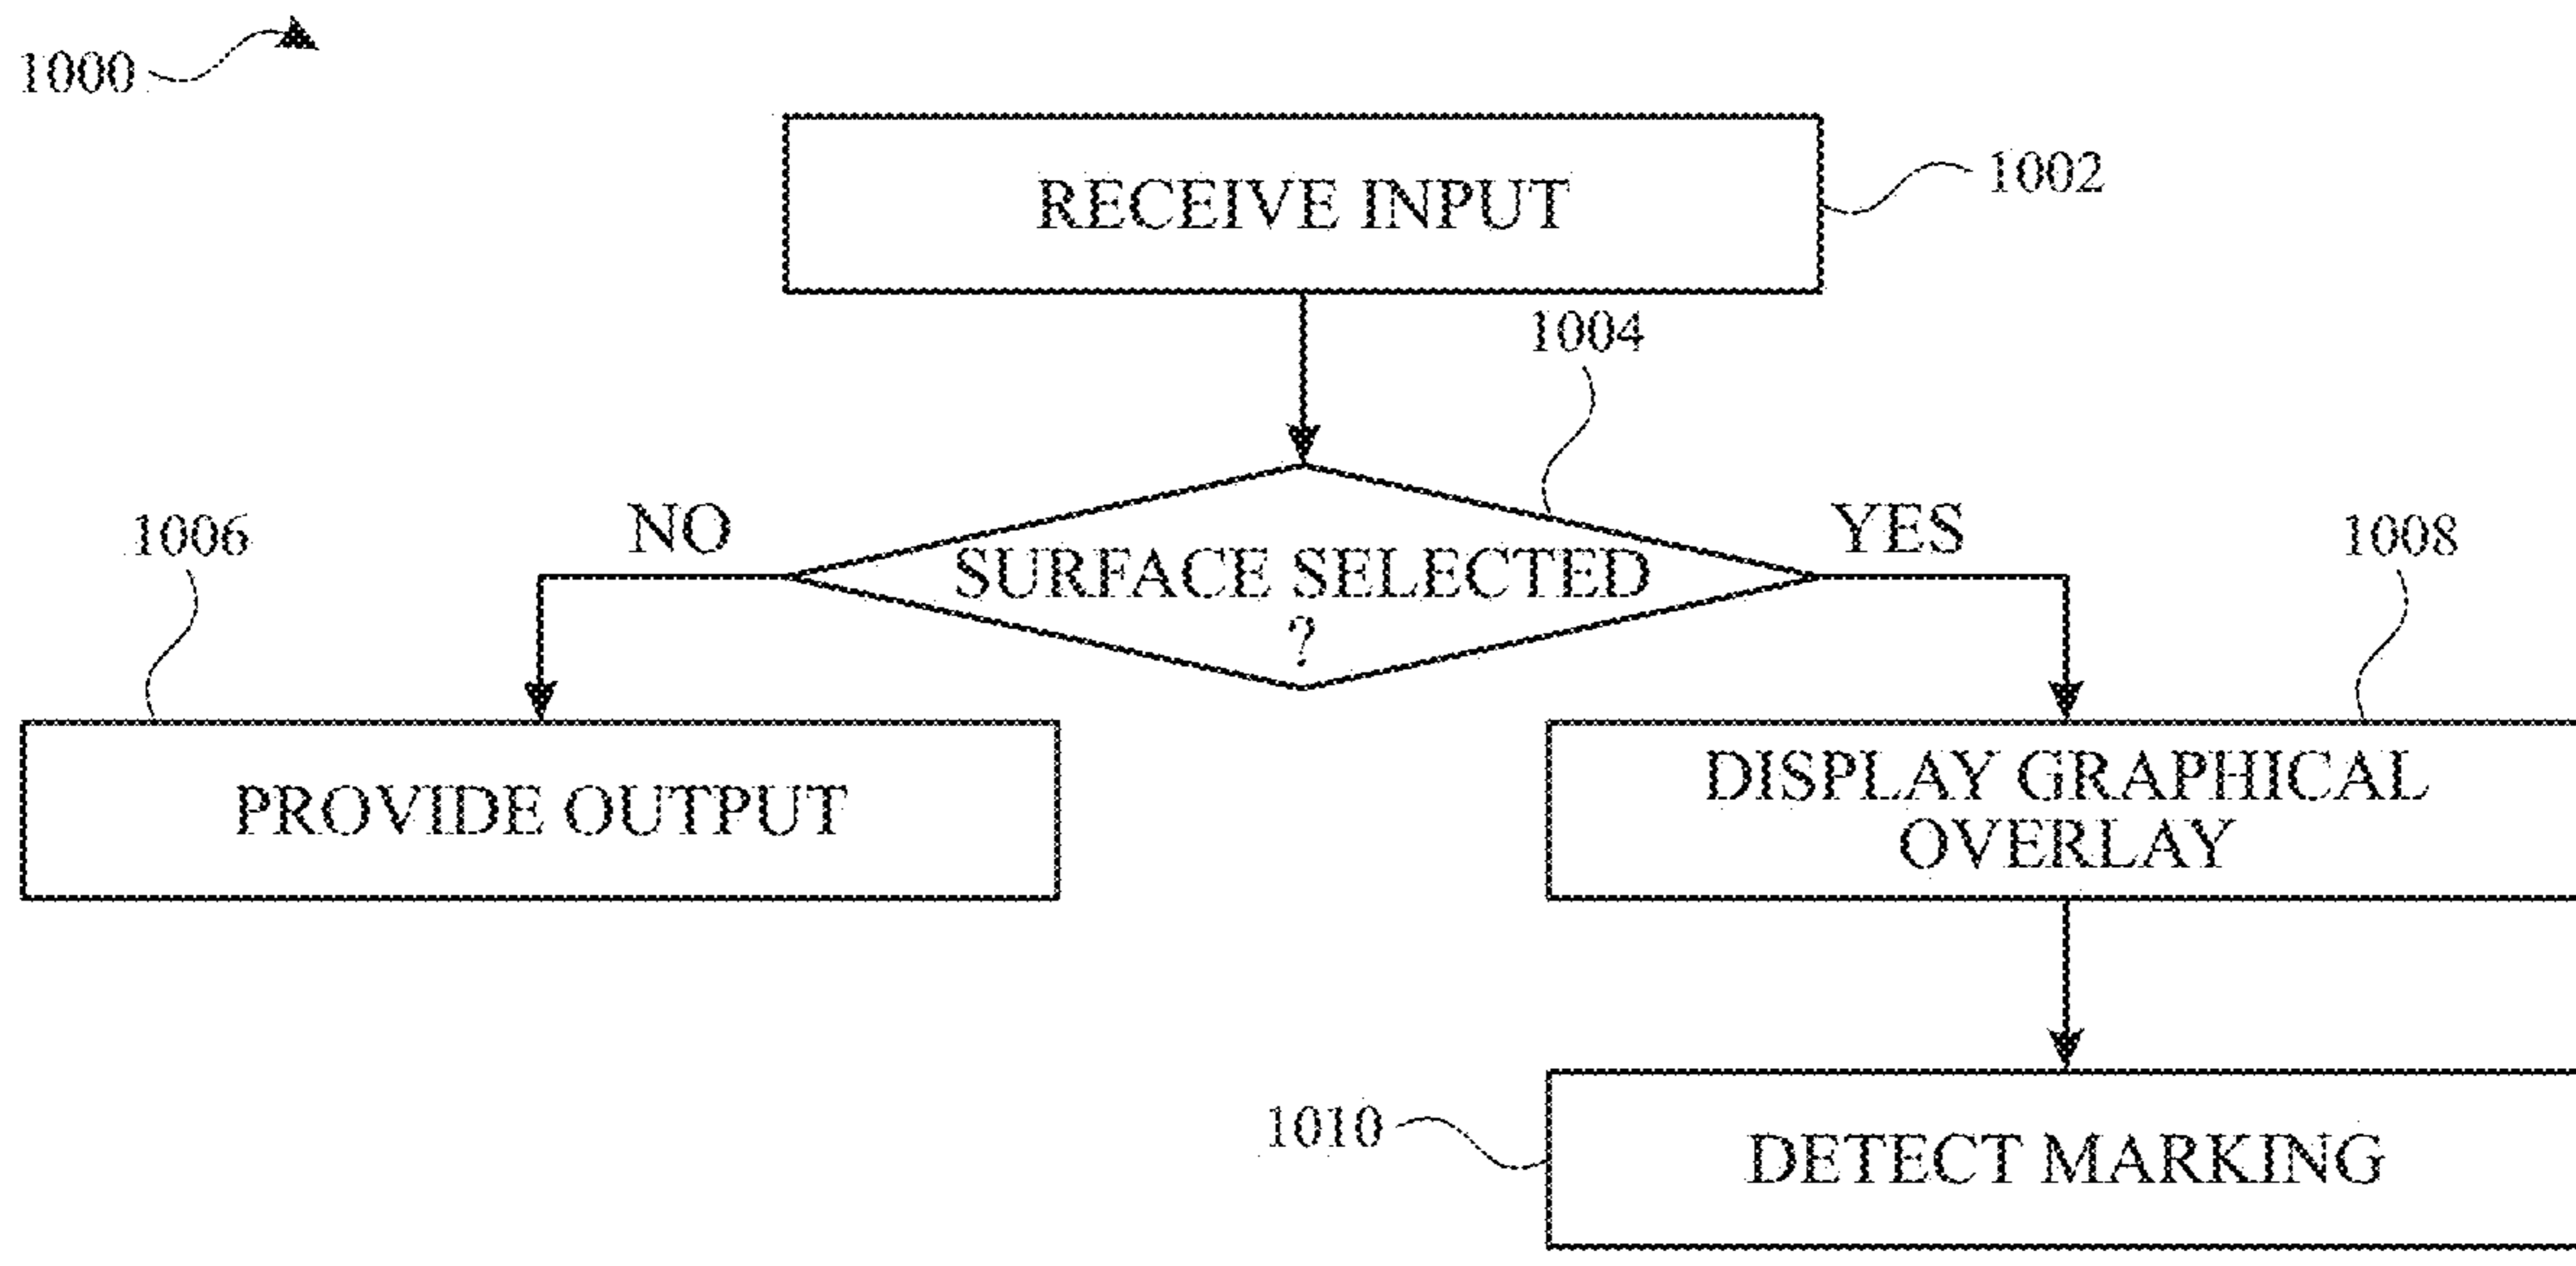 1000
RECEIVE INPUT
1002
1004
NO
YES
1006
SURFACE SELECTED
?
1008
PROVIDE OUTPUT
DISPLAY GRAPHICAL
OVERLAY
1010
DETECT MARKING